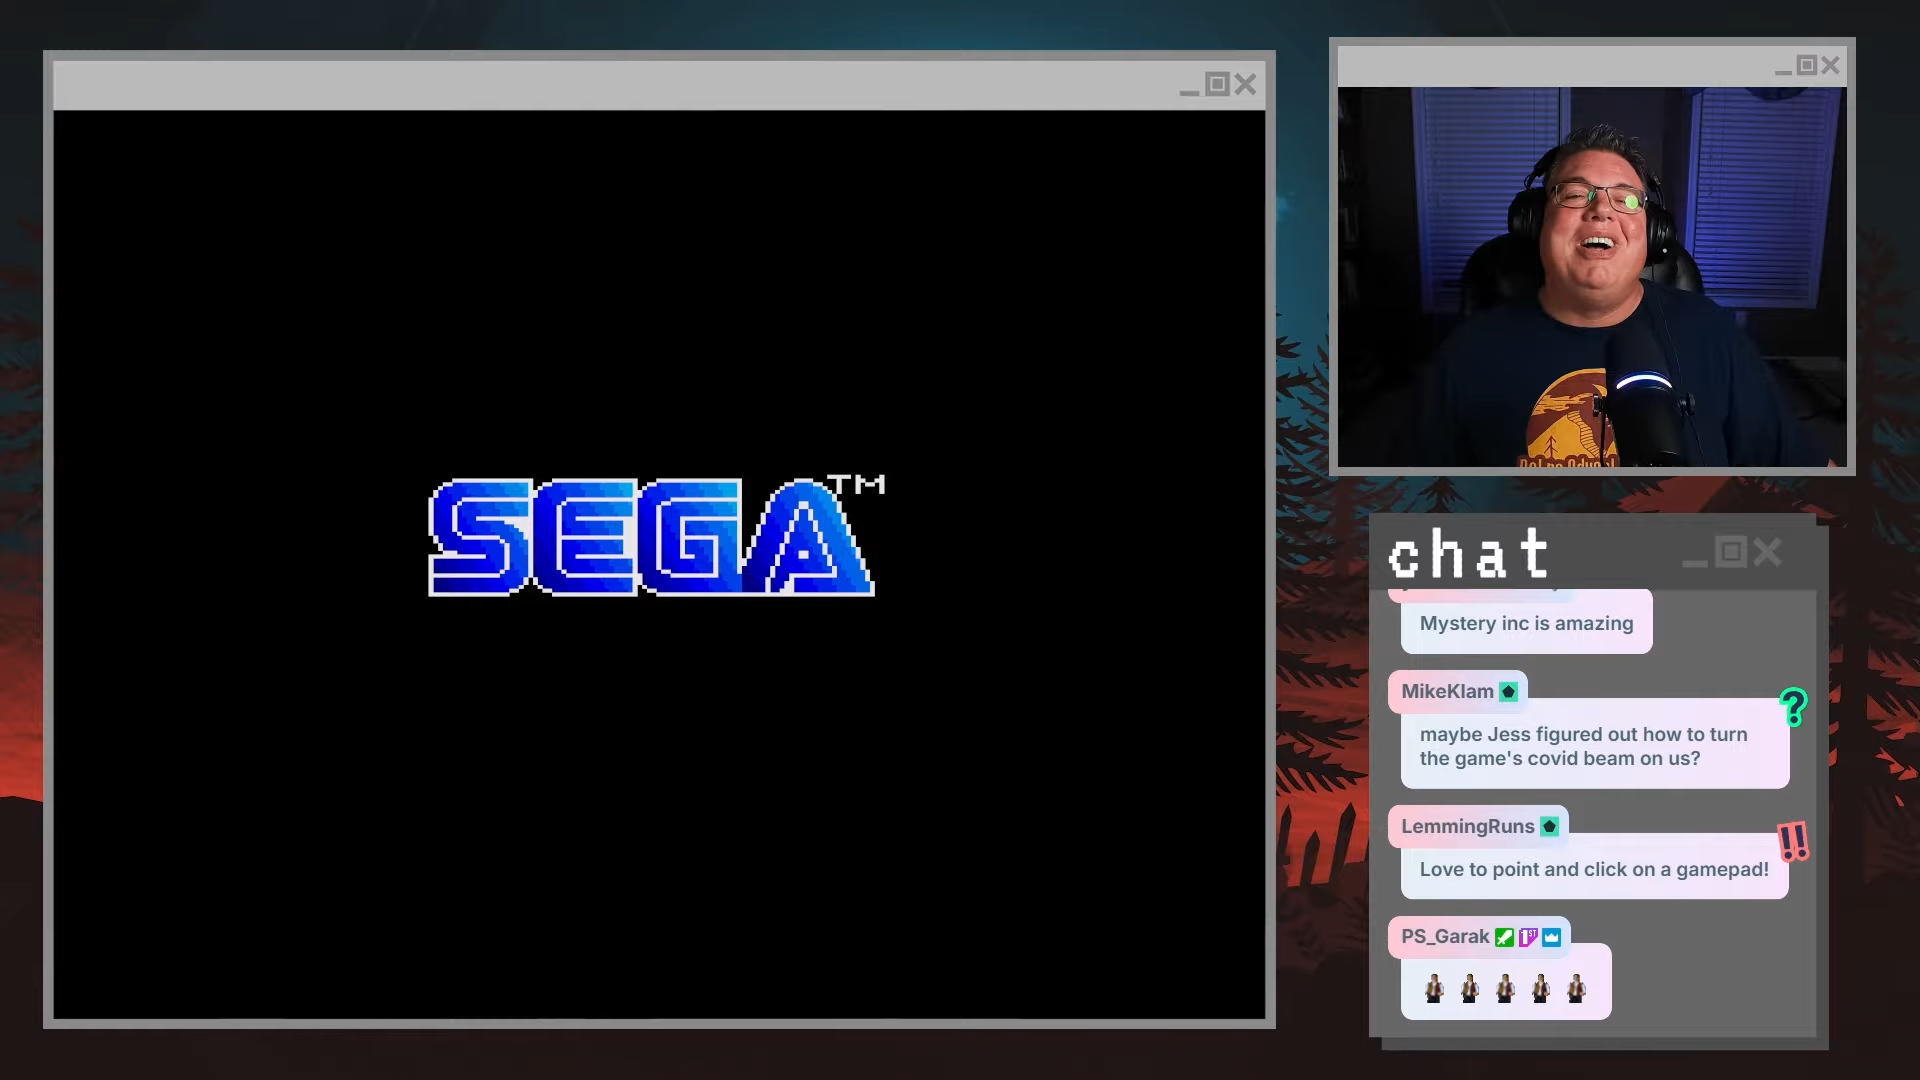 SEGA™
chat
Mystery inc is amazing
MikeKlam
maybe Jess figured out how to turn
the game's covid beam on us?
LemmingRuns
Love to point and click on a gamepad!
PS_Garak
1ST